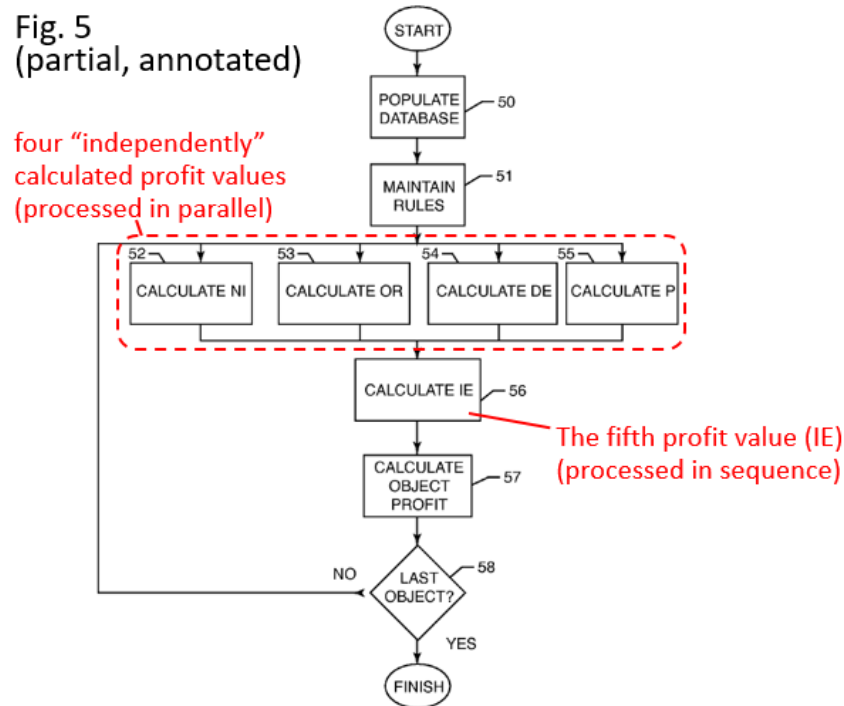 Fig. 5
(partial, annotated)
START
POPULATE
DATABASE
50
four “independently”
calculated profit values
(processed in parallel)
MAINTAIN
RULES
51
52
53
54
55
CALCULATE NI
CALCULATE OR
CALCULATE DE
CALCULATE P
CALCULATE IE
56
The fifth profit value (IE)
(processed in sequence)
CALCULATE
OBJECT
PROFIT
57
NO
LAST
OBJECT?
58
YES
FINISH